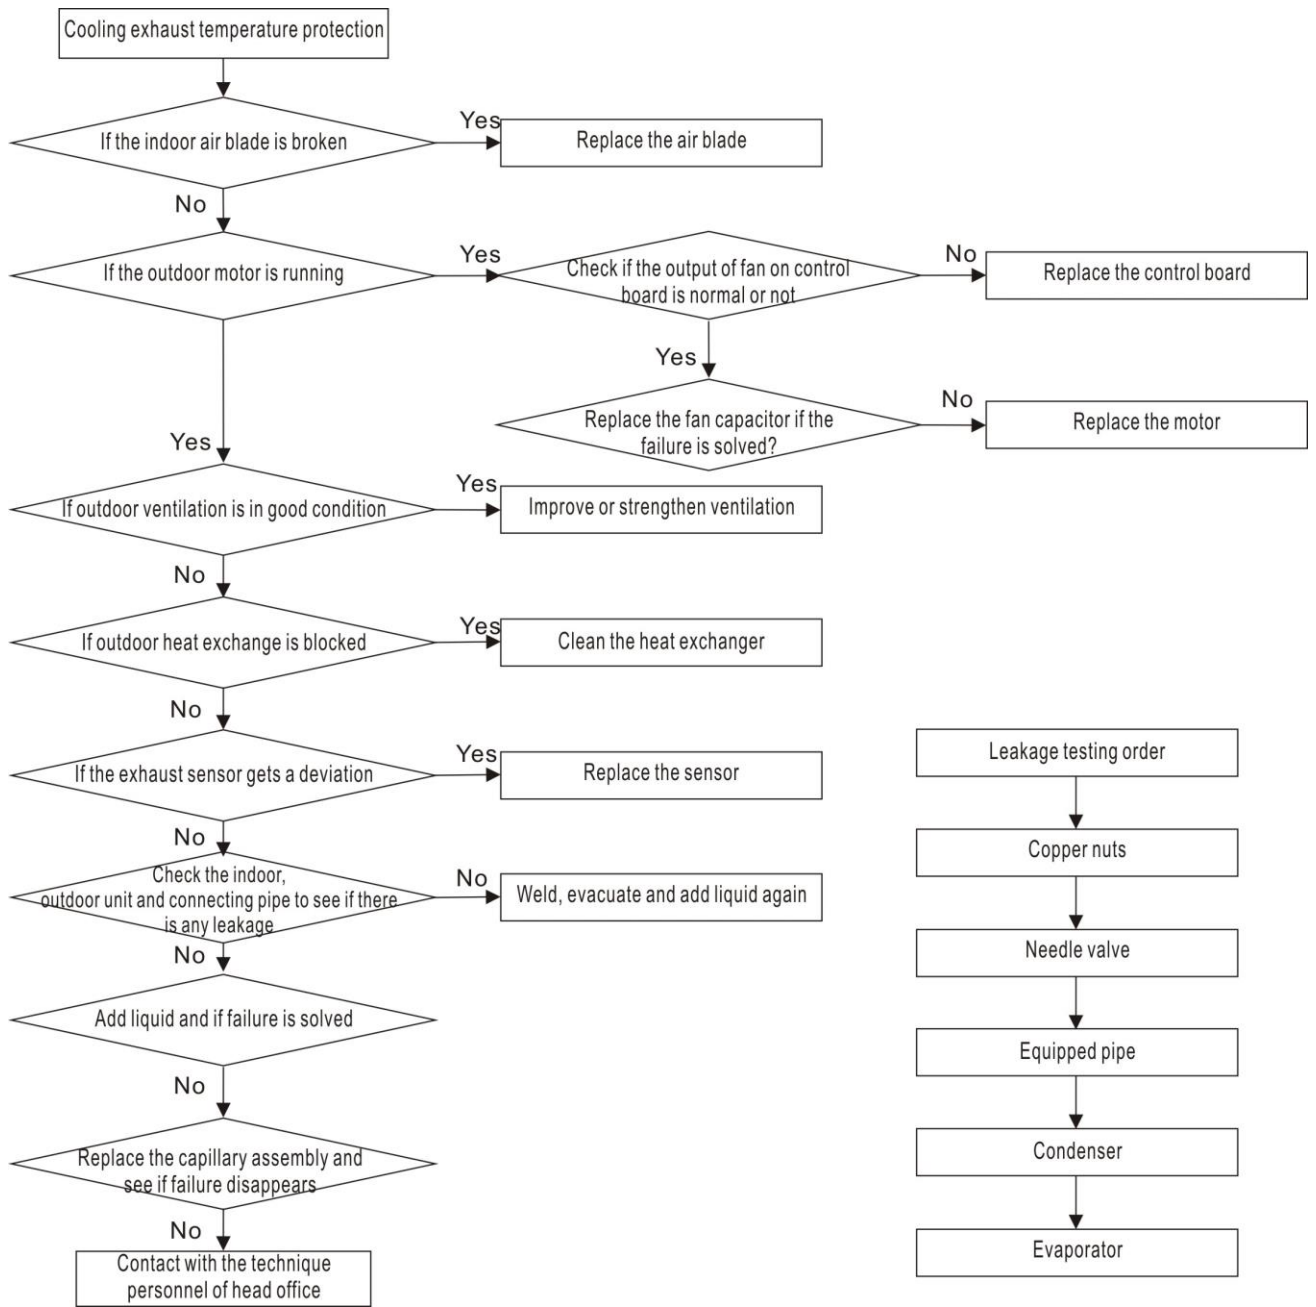 Cooling exhaust temperature protection
If the indoor air blade is broken
Yes
Replace the air blade
No
If the outdoor motor is running
Yes
Check if the output of fan on control
board is normal or not
No
Replace the control board
Yes
Replace the fan capacitor if the
failure is solved?
No
Replace the motor
Yes
If outdoor ventilation is in good condition
Yes
Improve or strengthen ventilation
No
If outdoor heat exchange is blocked
Yes
Clean the heat exchanger
No
If the exhaust sensor gets a deviation
Yes
Replace the sensor
No
Check the indoor,
outdoor unit and connecting pipe to see if there
is any leakage
No
Weld, evacuate and add liquid again
No
Add liquid and if failure is solved
No
Replace the capillary assembly and
see if failure disappears
No
Contact with the technique
personnel of head office
Leakage testing order
Copper nuts
Needle valve
Equipped pipe
Condenser
Evaporator